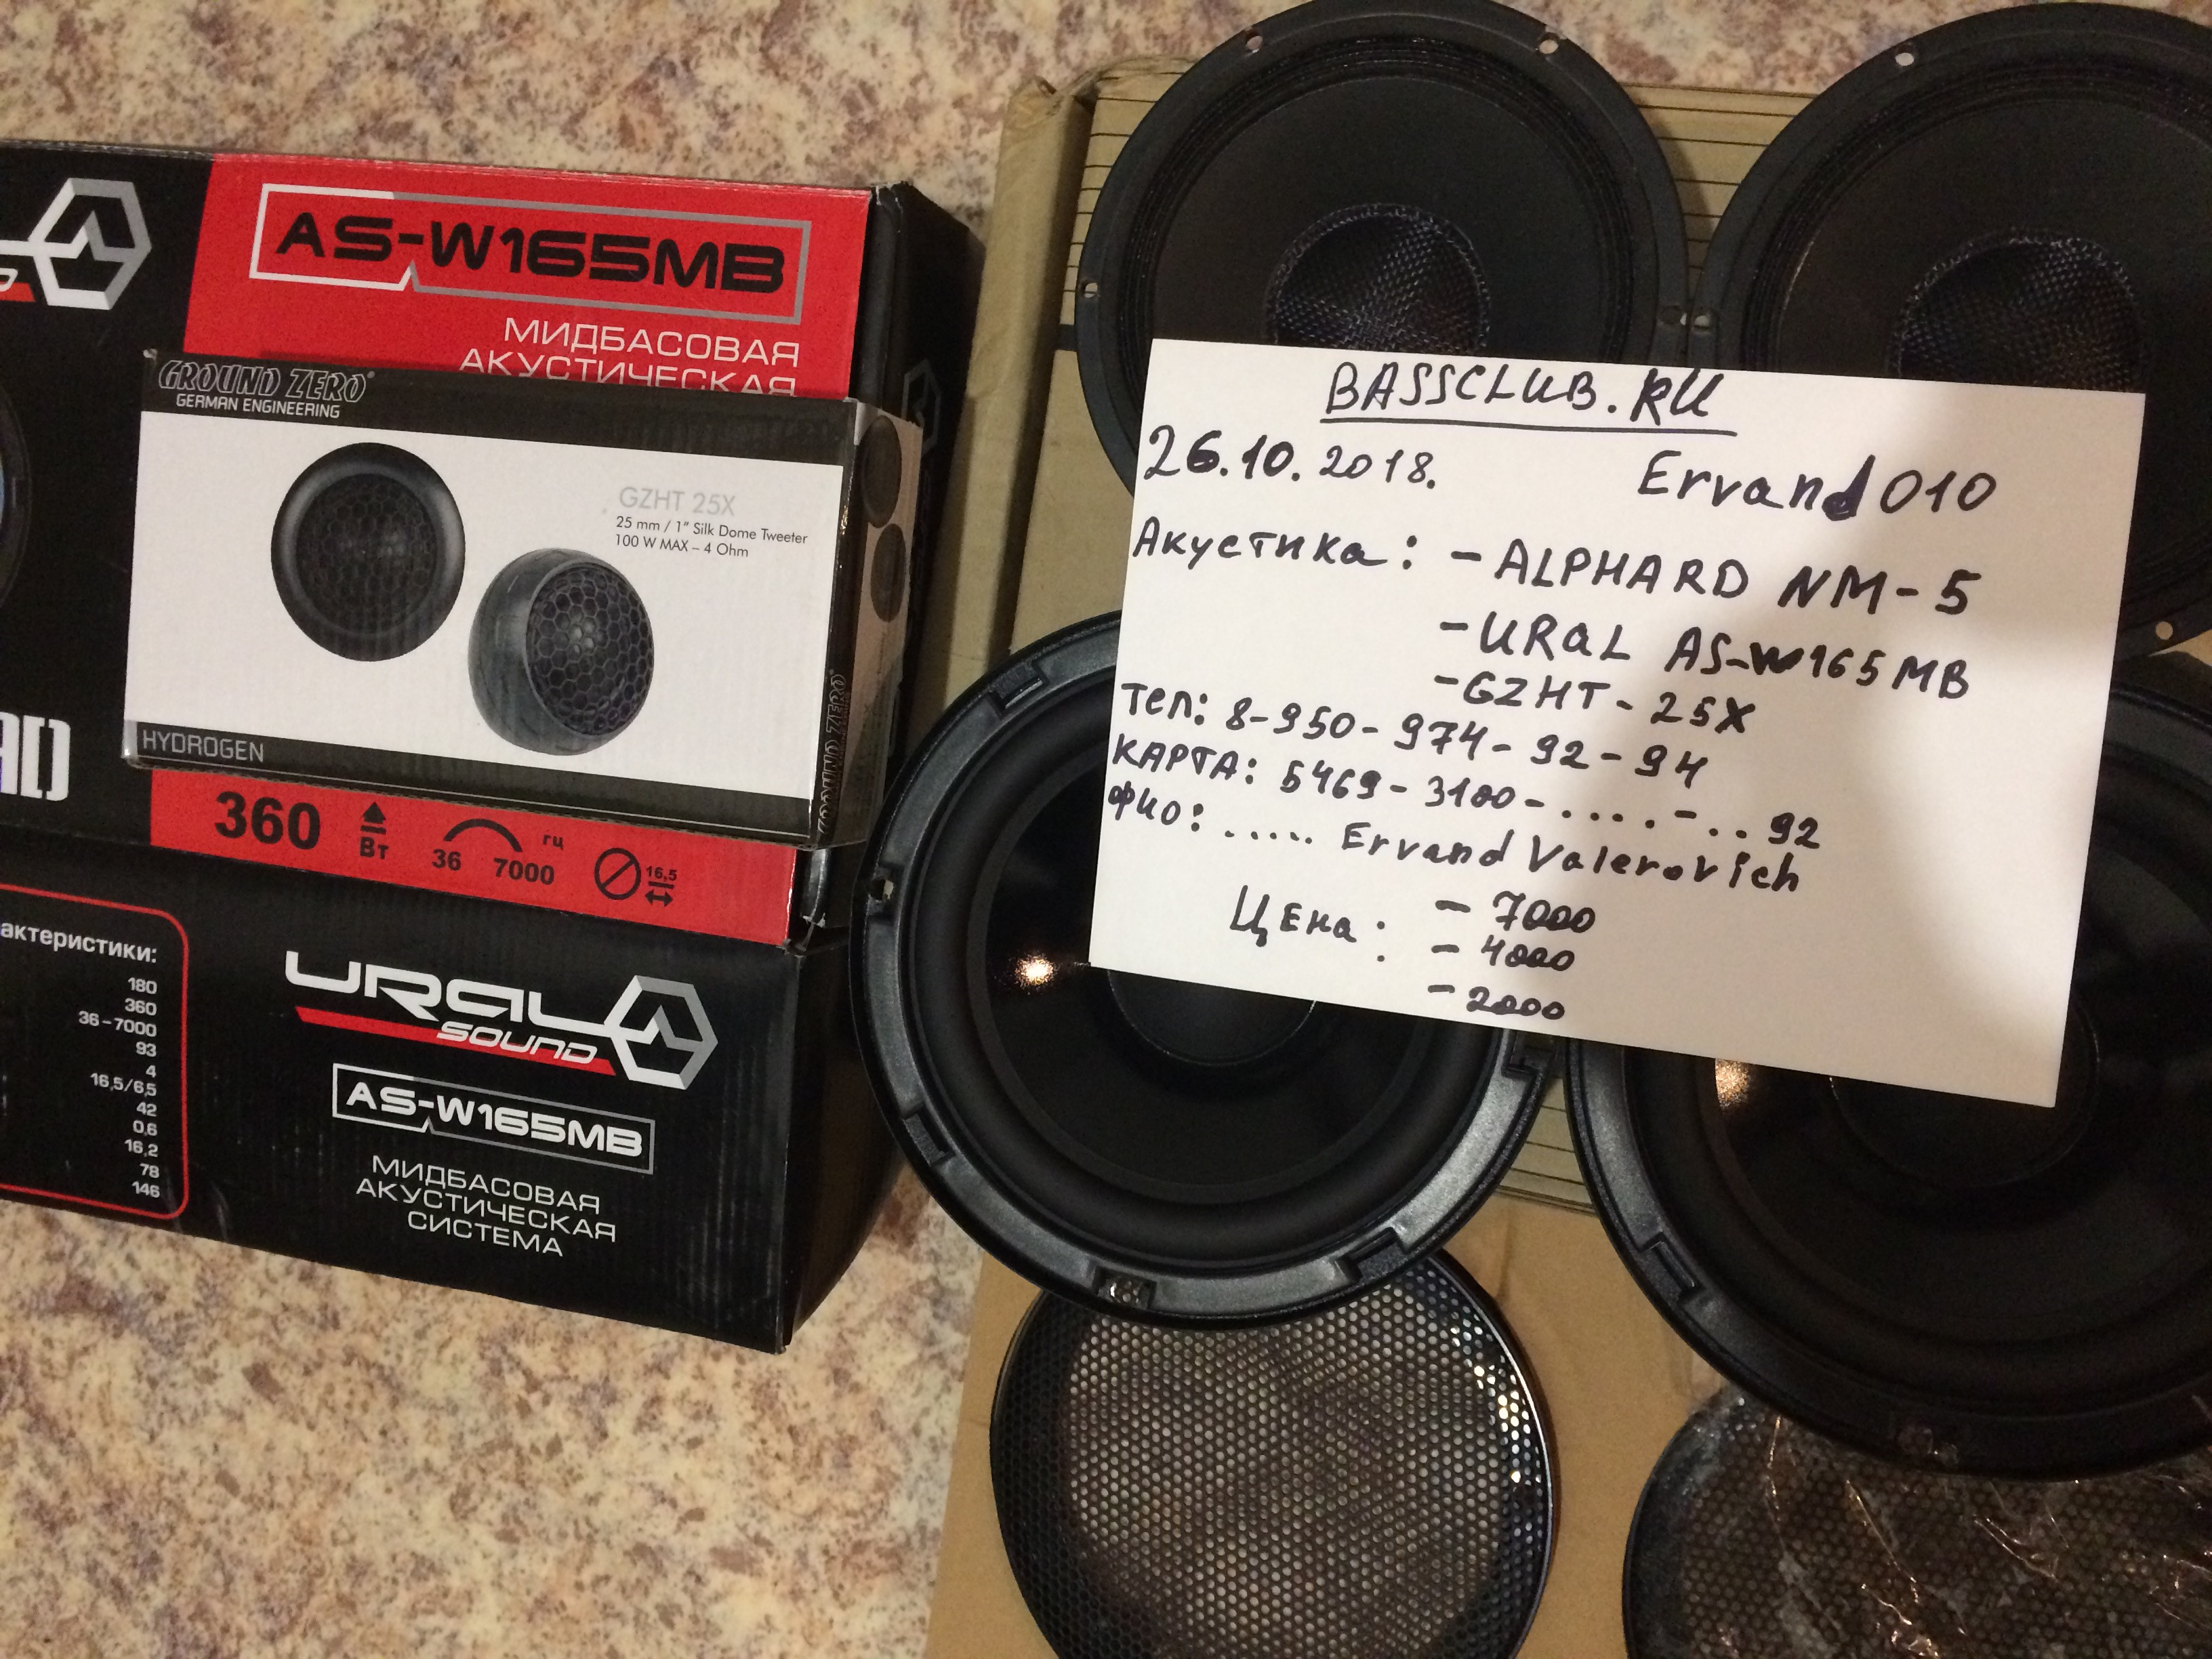 AS-W165MB
МИДБАСОВАЯ
АКУСТИЧЕСКАЯ
GROUND ZERO®
GERMAN ENGINEERING
GZHT 25X
25 mm / 1" Silk Dome Tweeter
100 W MAX – 4 Ohm
HYDROGEN
GROUND ZERO®
360 Вт 36 7000 гц 16,5
актеристики:
180
360
36-7000
93
4
16,5/6,5
42
0,6
16,2
78
146
URAL
SOUND
AS-W165MB
МИДБАСОВАЯ
АКУСТИЧЕСКАЯ
СИСТЕМА
BASSCLUB.RU
26.10.2018. Ervand010
Акустика: - ALPHARD NM-5
- URAL AS-W165MB
- GZHT-25X
Тел: 8-950-974-92-94
КАРТА: 5469-3100-....-..92
Фио: ..... Ervand Valerovich
Цена: - 7000
- 4000
- 2000